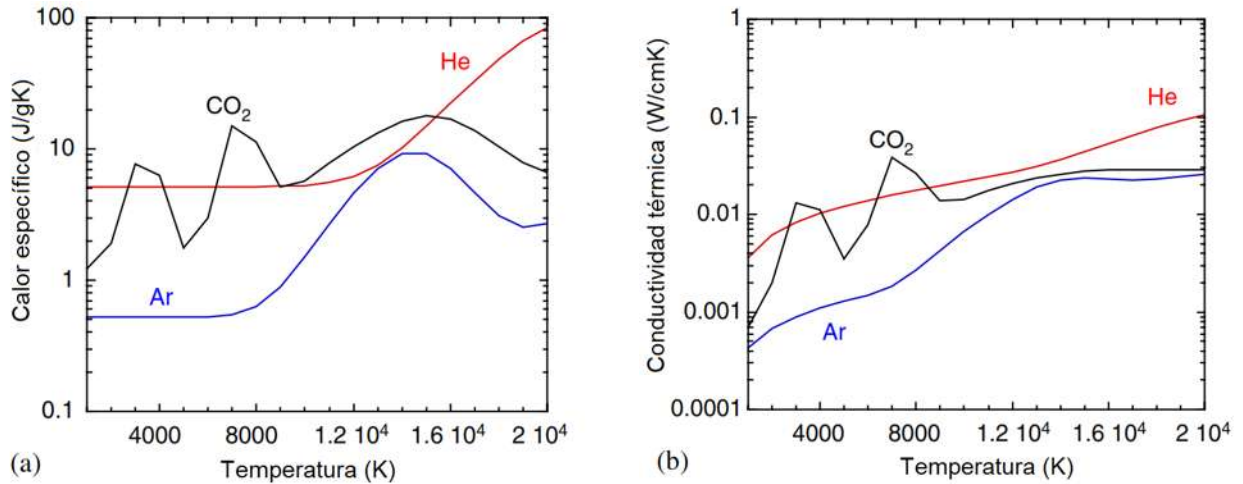 Calor específico (J/gK)
100
10
1
0.1
He
CO₂
Ar
4000 8000 1.2 10⁴ 1.6 10⁴ 2 10⁴
(a) Temperatura (K)
Conductividad térmica (W/cmK)
1
0.1
0.01
0.001
0.0001
He
CO₂
Ar
4000 8000 1.2 10⁴ 1.6 10⁴ 2 10⁴
(b) Temperatura (K)